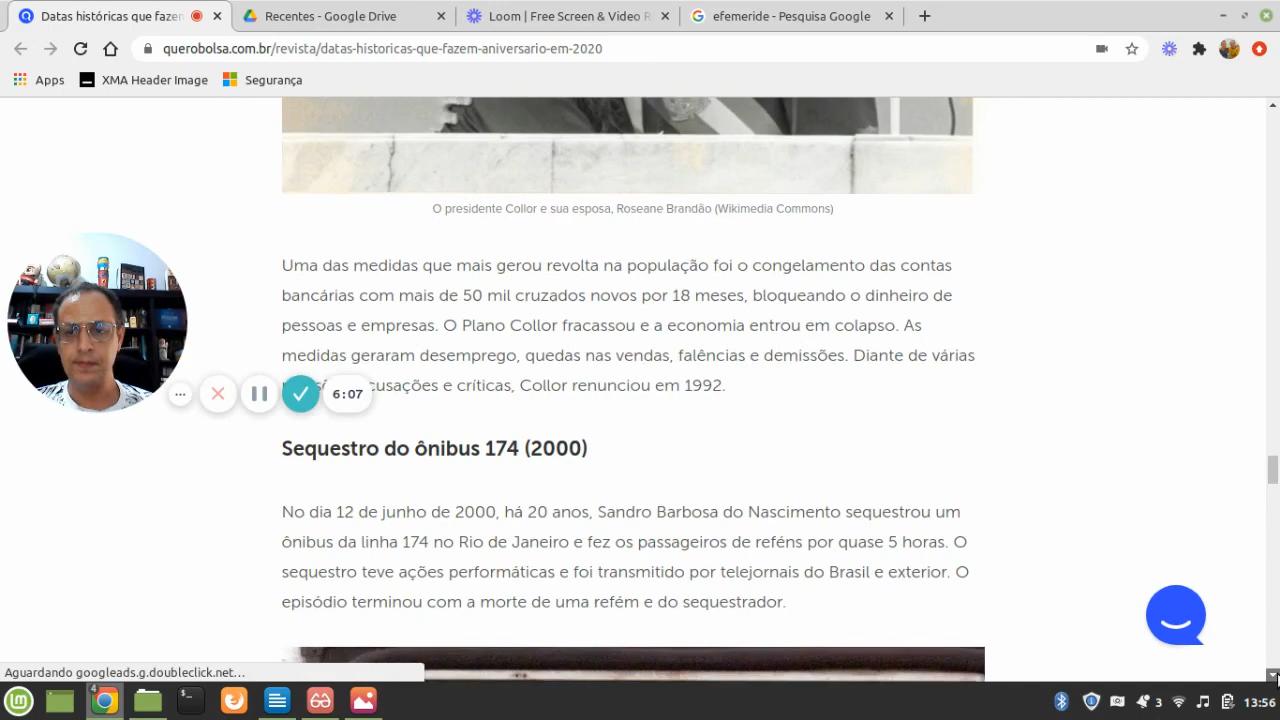 Datas históricas que fazem
Recentes - Google Drive
Loom | Free Screen & Video R
efemeride - Pesquisa Google
querobolsa.com.br/revista/datas-historicas-que-fazem-aniversario-em-2020
Apps
XMA Header Image
Segurança
O presidente Collor e sua esposa, Roseane Brandão (Wikimedia Commons)
Uma das medidas que mais gerou revolta na população foi o congelamento das contas
bancárias com mais de 50 mil cruzados novos por 18 meses, bloqueando o dinheiro de
pessoas e empresas. O Plano Collor fracassou e a economia entrou em colapso. As
medidas geraram desemprego, quedas nas vendas, falências e demissões. Diante de várias
cusações e críticas, Collor renunciou em 1992.
6:07
Sequestro do ônibus 174 (2000)
No dia 12 de junho de 2000, há 20 anos, Sandro Barbosa do Nascimento sequestrou um
ônibus da linha 174 no Rio de Janeiro e fez os passageiros de reféns por quase 5 horas. O
sequestro teve ações performáticas e foi transmitido por telejornais do Brasil e exterior. O
episódio terminou com a morte de uma refém e do sequestrador.
Aguardando googleads.g.doubleclick.net...
4
3
13:56